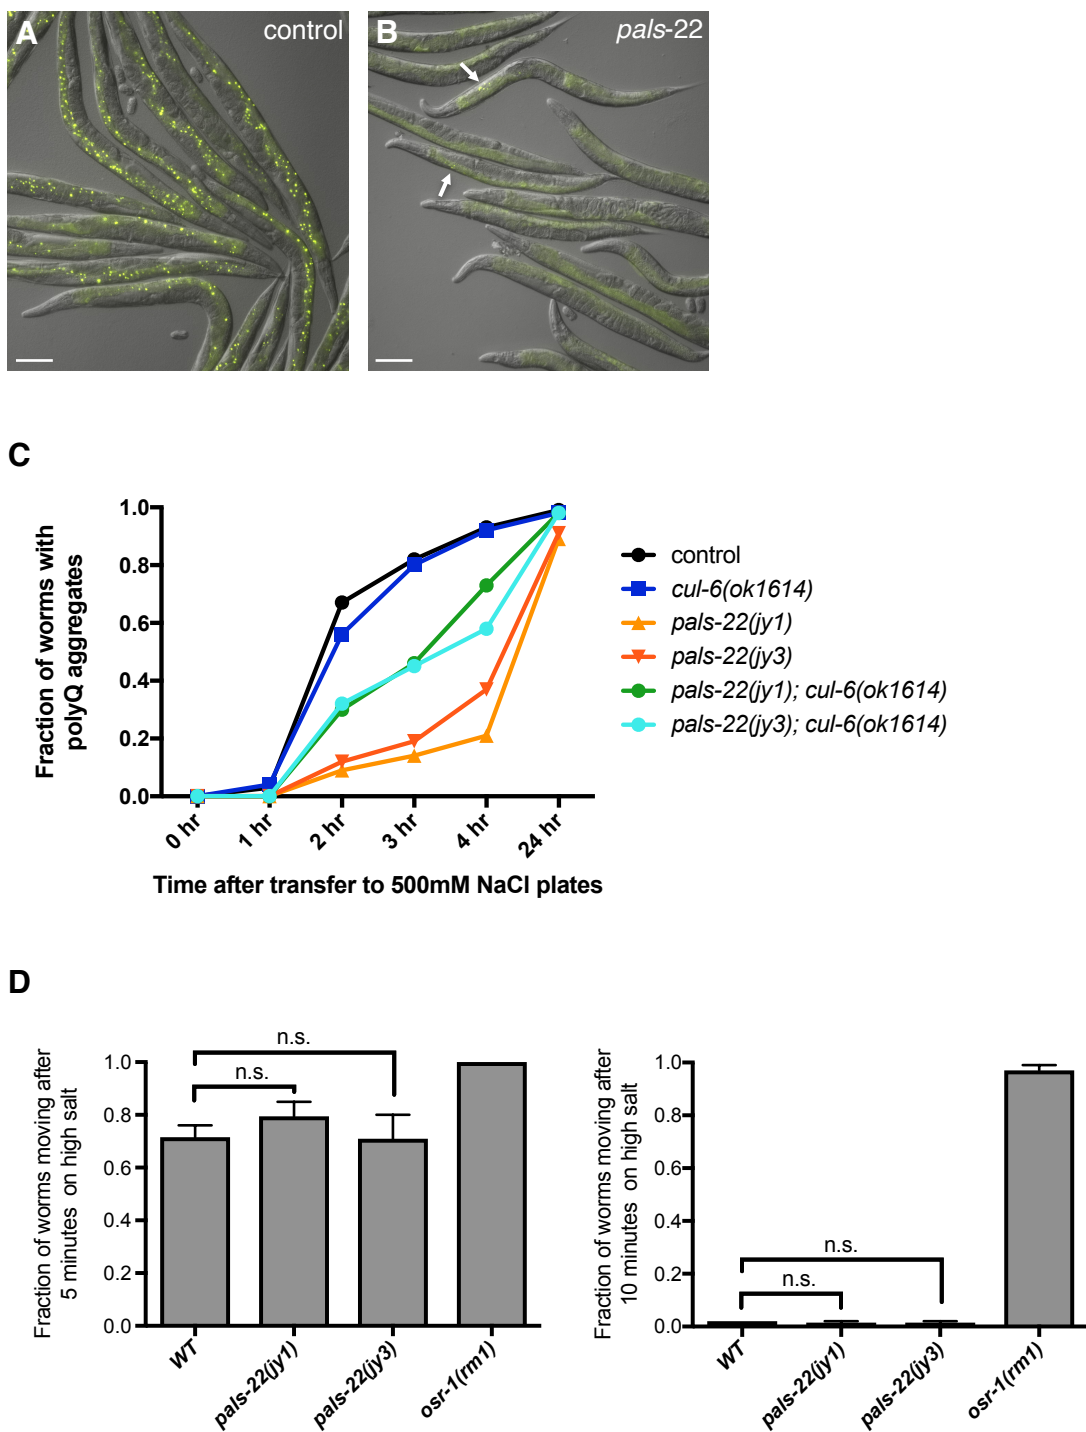 A
control
B
pals-22
C
Fraction of worms with
polyQ aggregates
1.0
0.8
0.6
0.4
0.2
0.0
0 hr
1 hr
2 hr
3 hr
4 hr
24 hr
Time after transfer to 500mM NaCl plates
control
cul-6(ok1614)
pals-22(jy1)
pals-22(jy3)
pals-22(jy1); cul-6(ok1614)
pals-22(jy3); cul-6(ok1614)
D
Fraction of worms moving after
5 minutes on high salt
1.0
0.8
0.6
0.4
0.2
0.0
n.s.
n.s.
WT
pals-22(jy1)
pals-22(jy3)
osr-1(rm1)
Fraction of worms moving after
10 minutes on high salt
1.0
0.8
0.6
0.4
0.2
0.0
n.s.
n.s.
WT
pals-22(jy1)
pals-22(jy3)
osr-1(rm1)